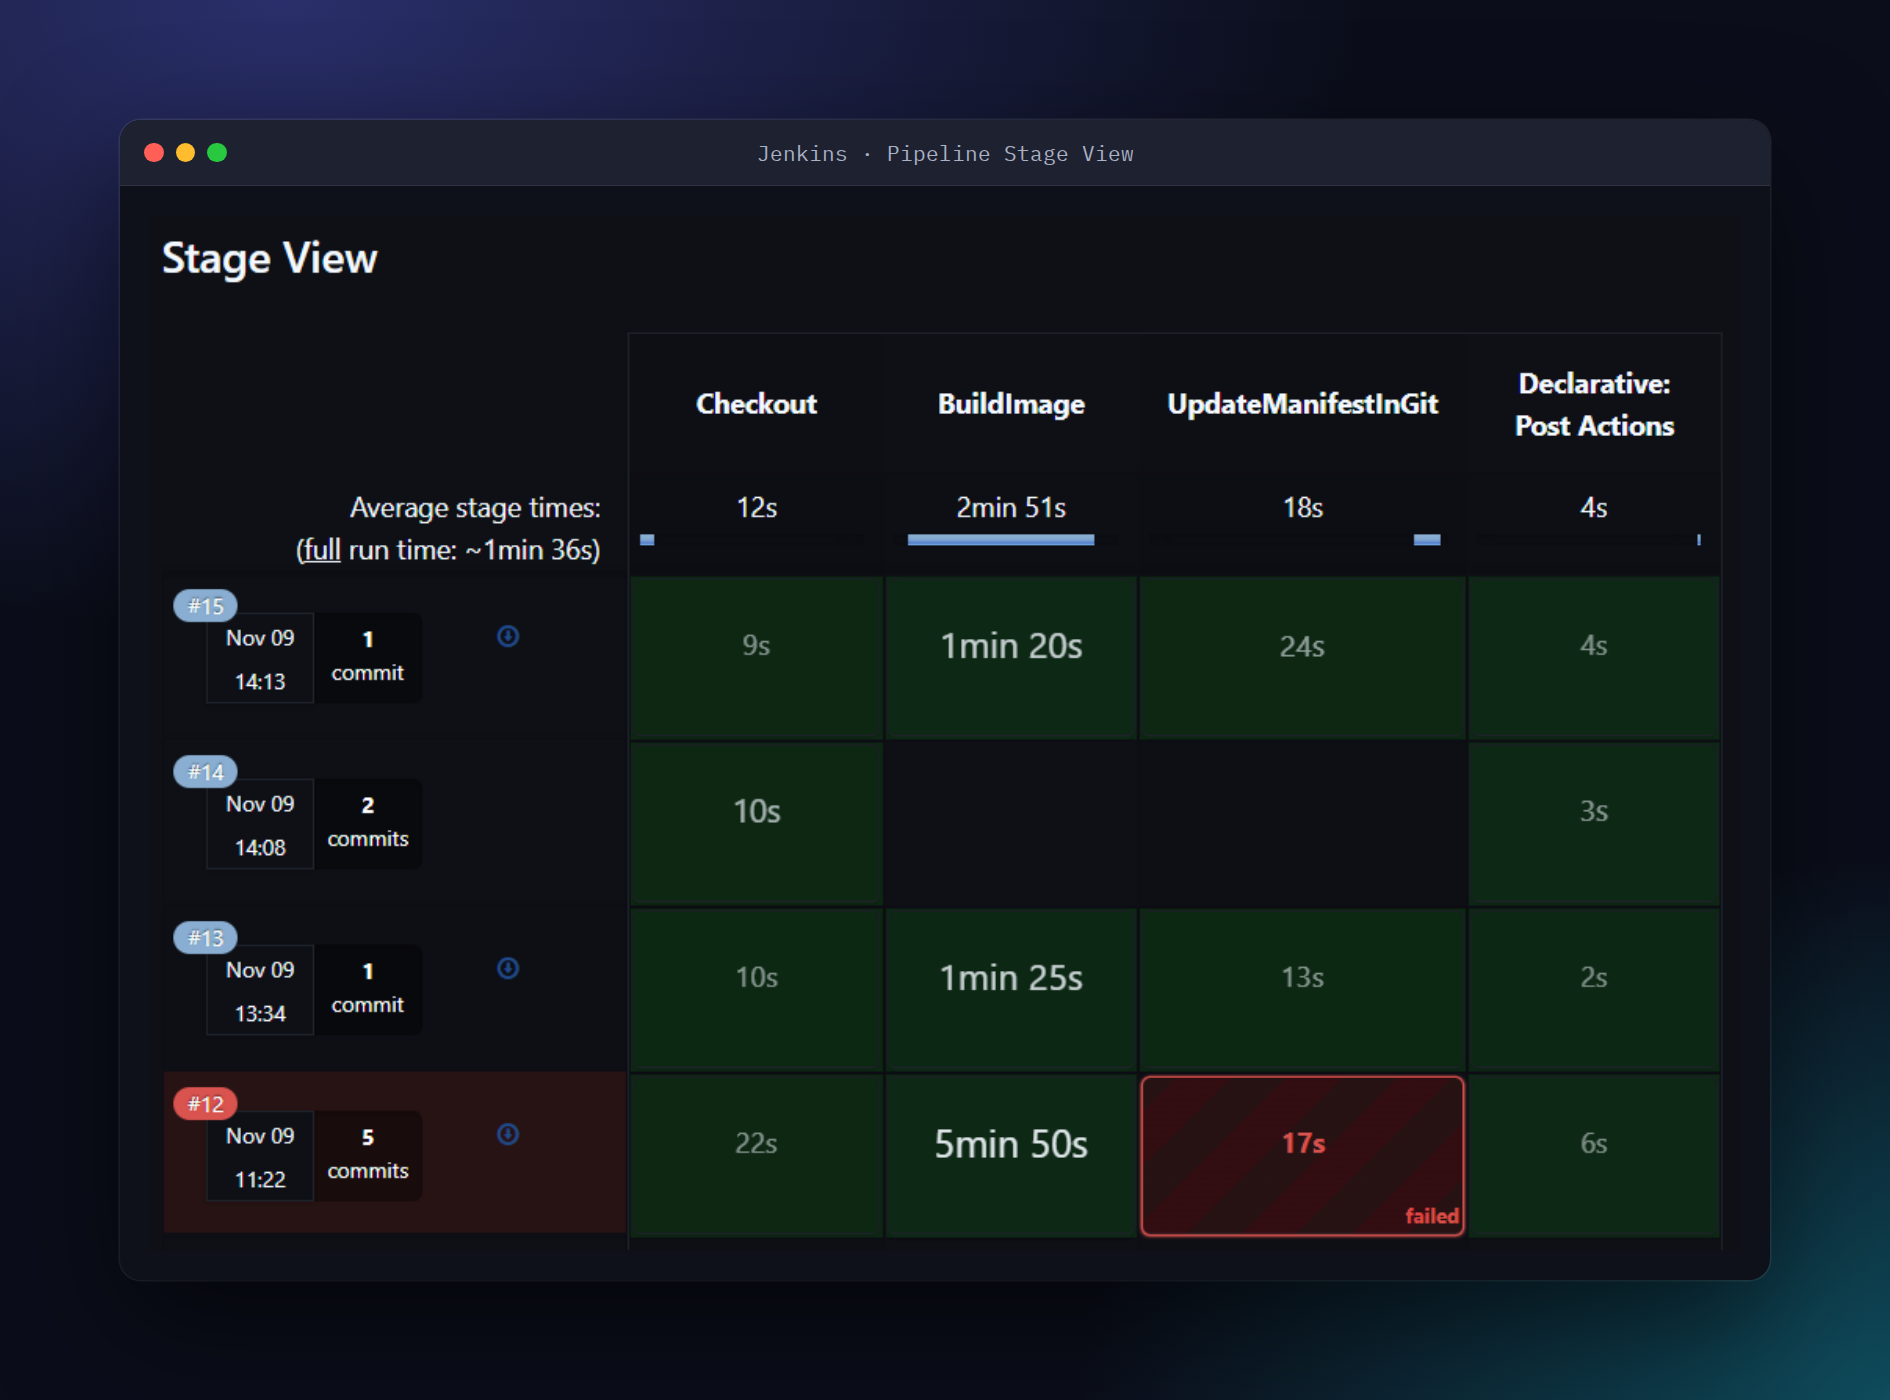 Jenkins · Pipeline Stage View
Stage View
Checkout
BuildImage
UpdateManifestInGit
Declarative:
Post Actions
Average stage times:
(full run time: ~1min 36s)
12s
2min 51s
18s
4s
#15
Nov 09
14:13
1
commit
9s
1min 20s
24s
4s
#14
Nov 09
14:08
2
commits
10s
3s
#13
Nov 09
13:34
1
commit
10s
1min 25s
13s
2s
#12
Nov 09
11:22
5
commits
22s
5min 50s
17s
failed
6s